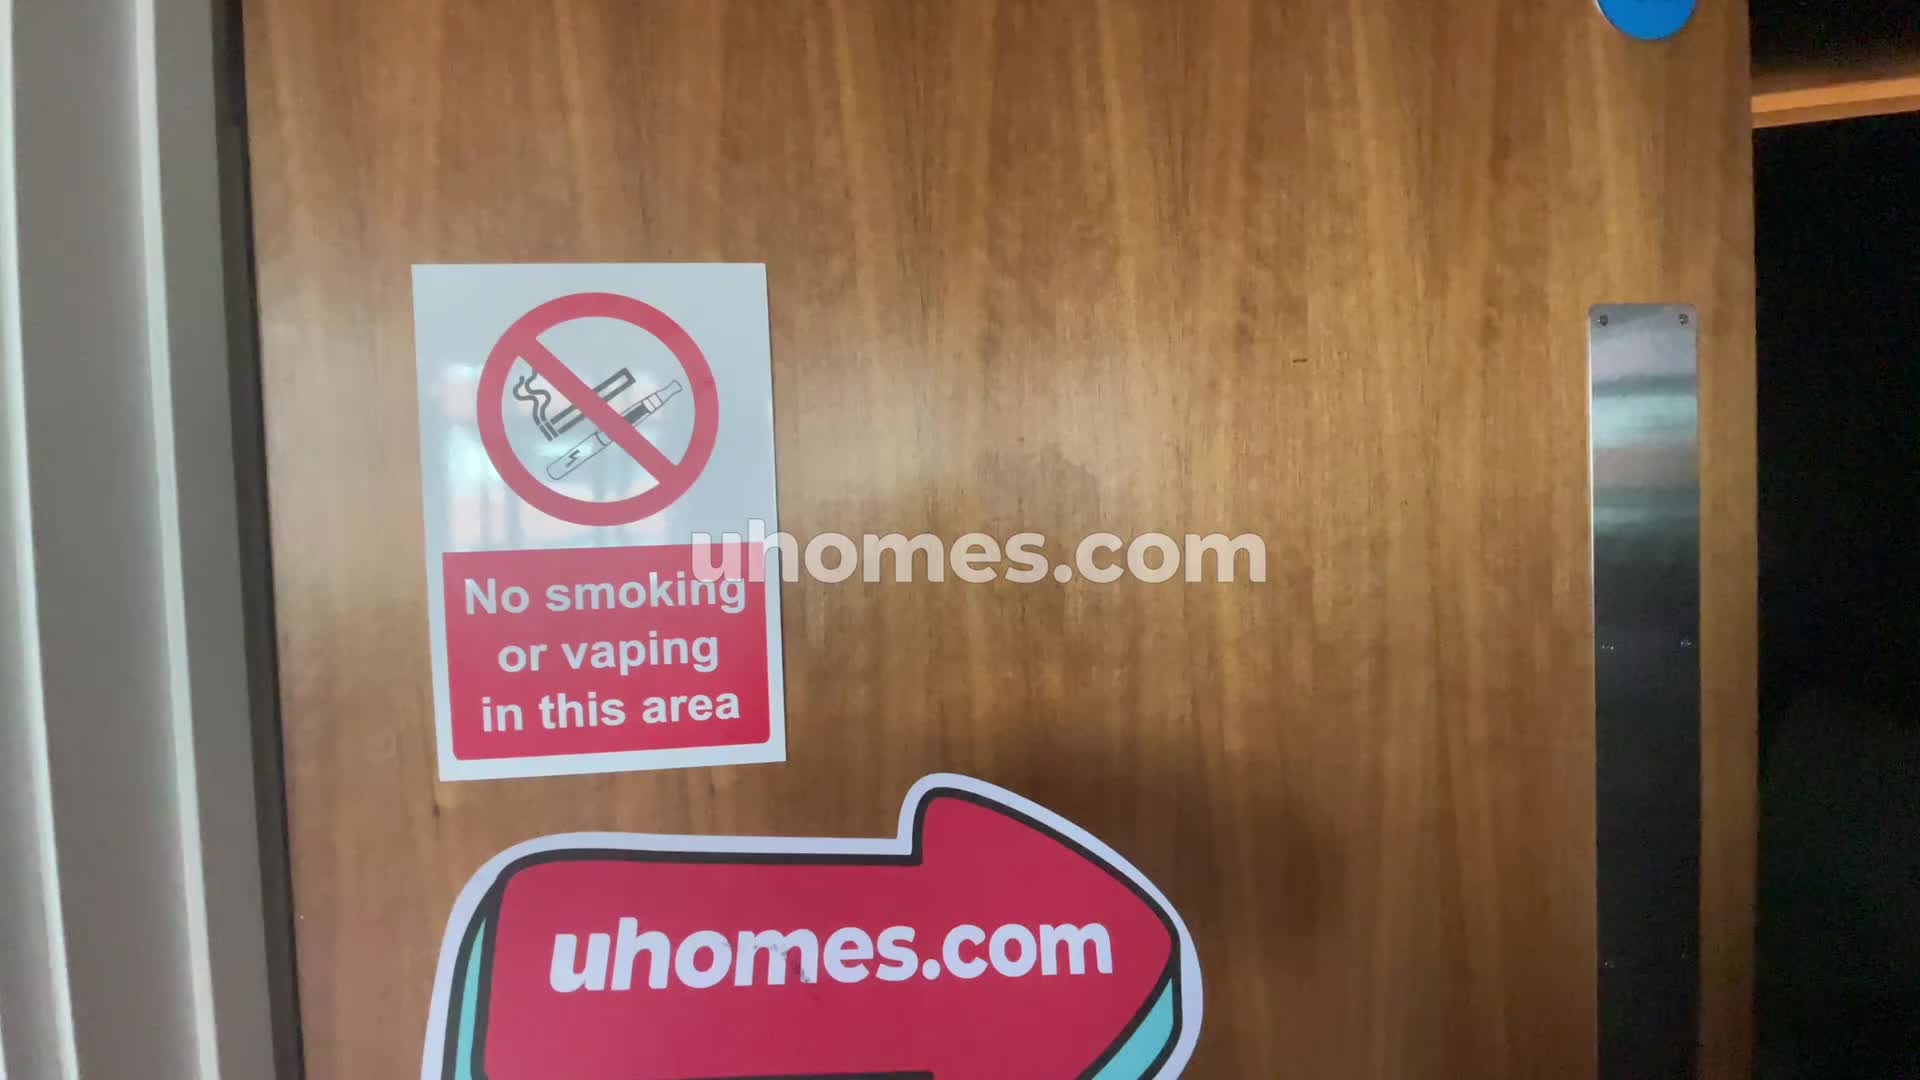 No smoking
or vaping
in this area
uhomes.com
uhomes.com